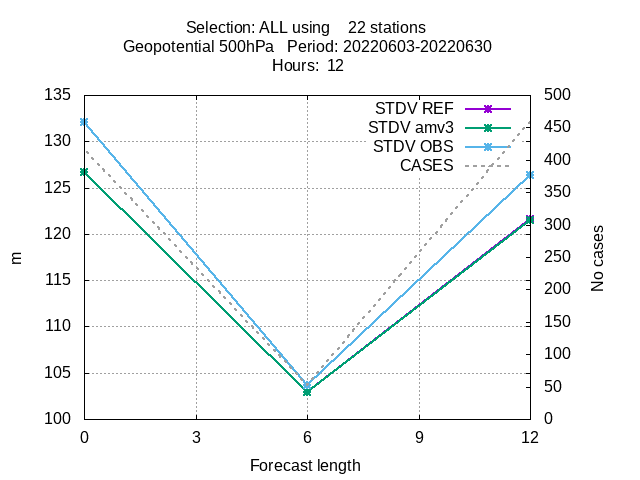 Selection: ALL using    22 stations
Geopotential 500hPa   Period: 20220603-20220630
Hours:  12
135
130
125
120
115
110
105
100
m
500
450
400
350
300
250
200
150
100
50
0
No cases
STDV REF
STDV amv3
STDV OBS
CASES
0 3 6 9 12
Forecast length